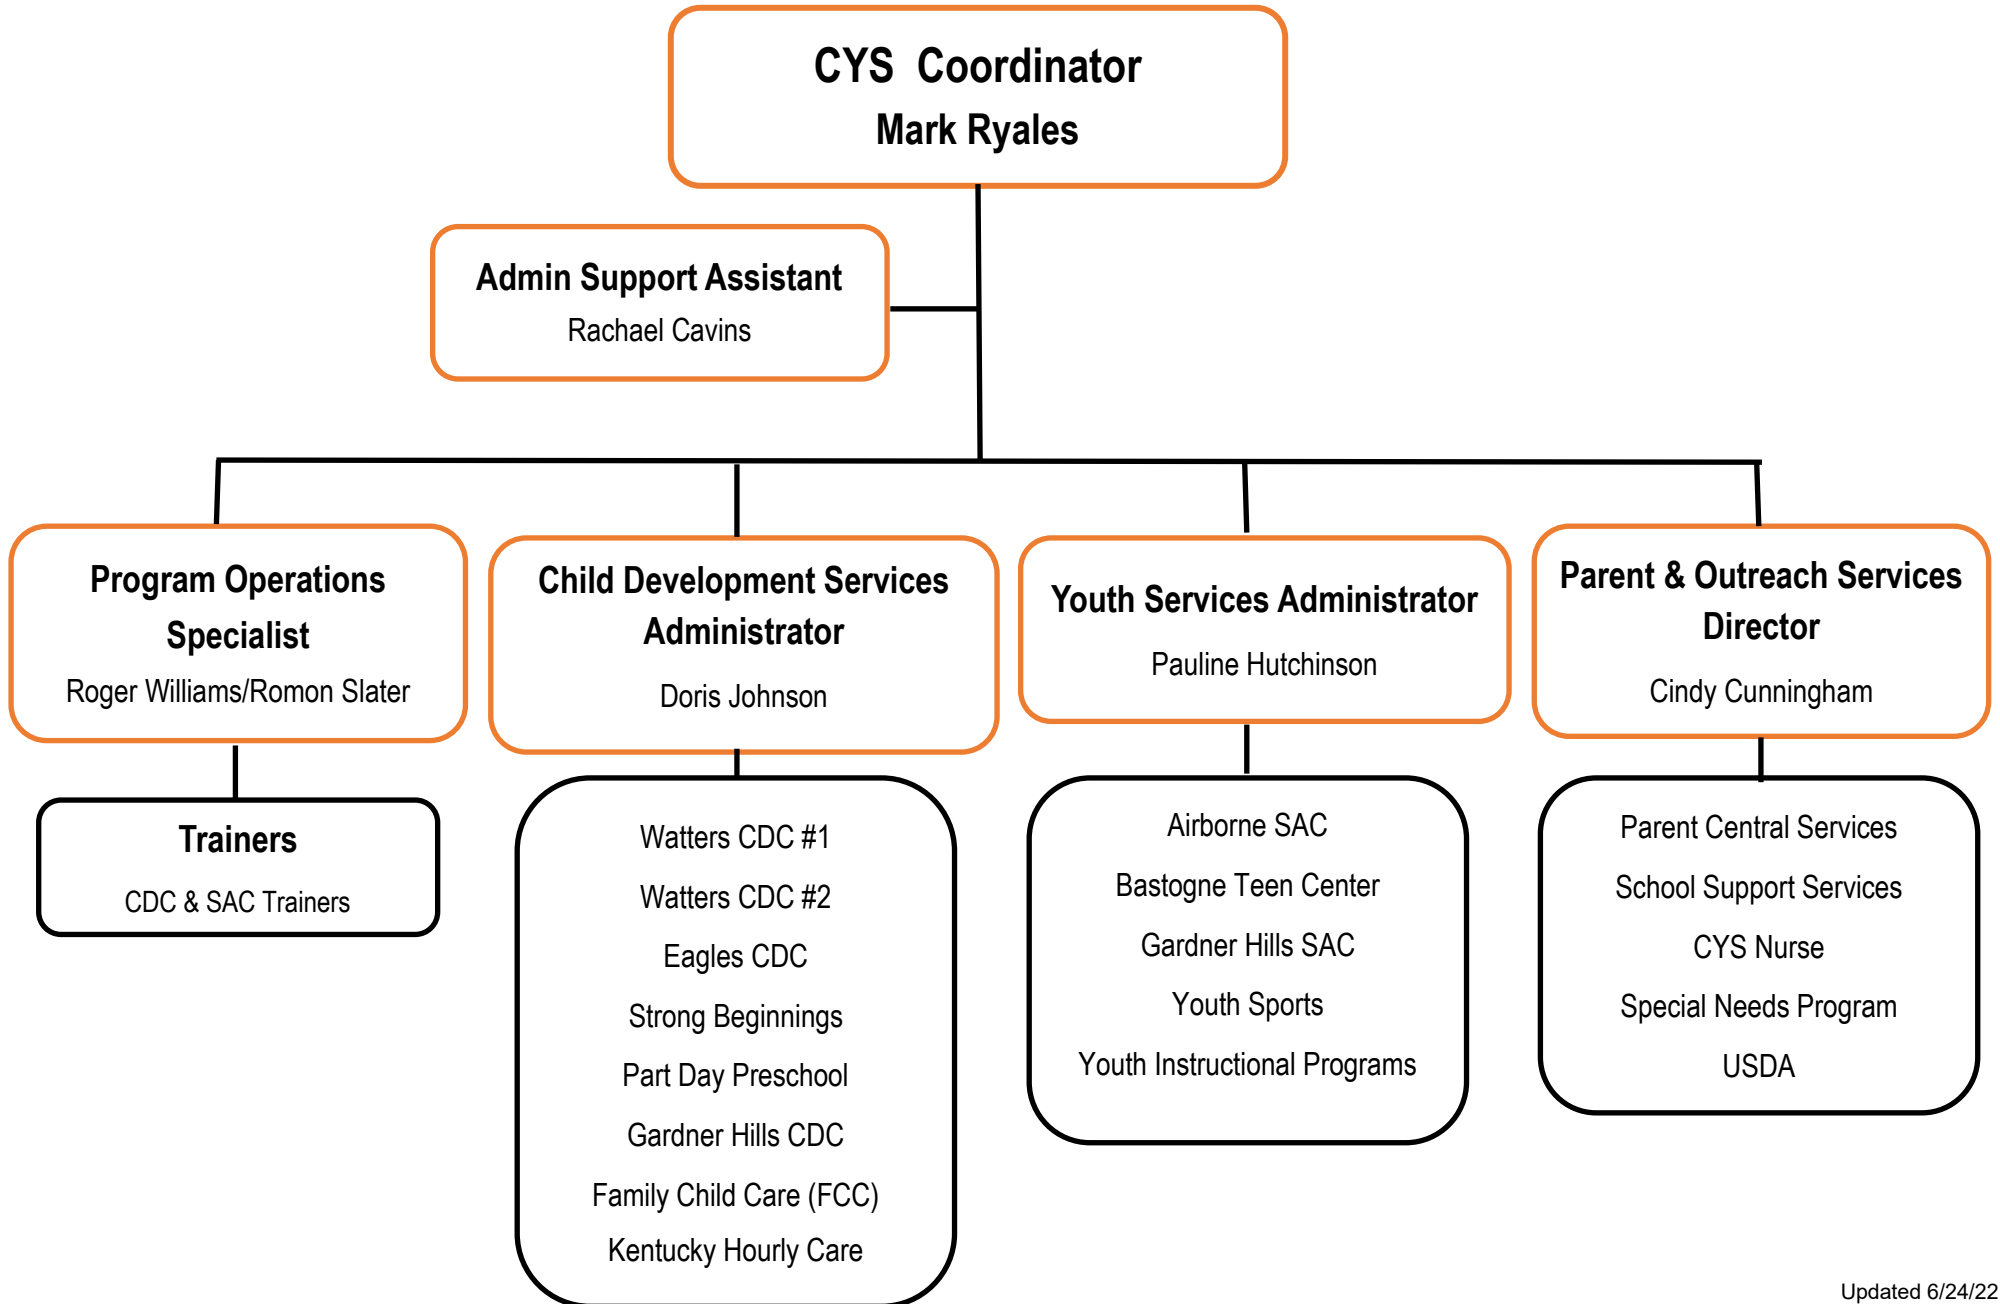 CYS Coordinator
Mark Ryales
Admin Support Assistant
Rachael Cavins
Program Operations
Specialist
Roger Williams/Romon Slater
Child Development Services
Administrator
Doris Johnson
Youth Services Administrator
Pauline Hutchinson
Parent & Outreach Services
Director
Cindy Cunningham
Trainers
CDC & SAC Trainers
Watters CDC #1
Watters CDC #2
Eagles CDC
Strong Beginnings
Part Day Preschool
Gardner Hills CDC
Family Child Care (FCC)
Kentucky Hourly Care
Airborne SAC
Bastogne Teen Center
Gardner Hills SAC
Youth Sports
Youth Instructional Programs
Parent Central Services
School Support Services
CYS Nurse
Special Needs Program
USDA
Updated 6/24/22